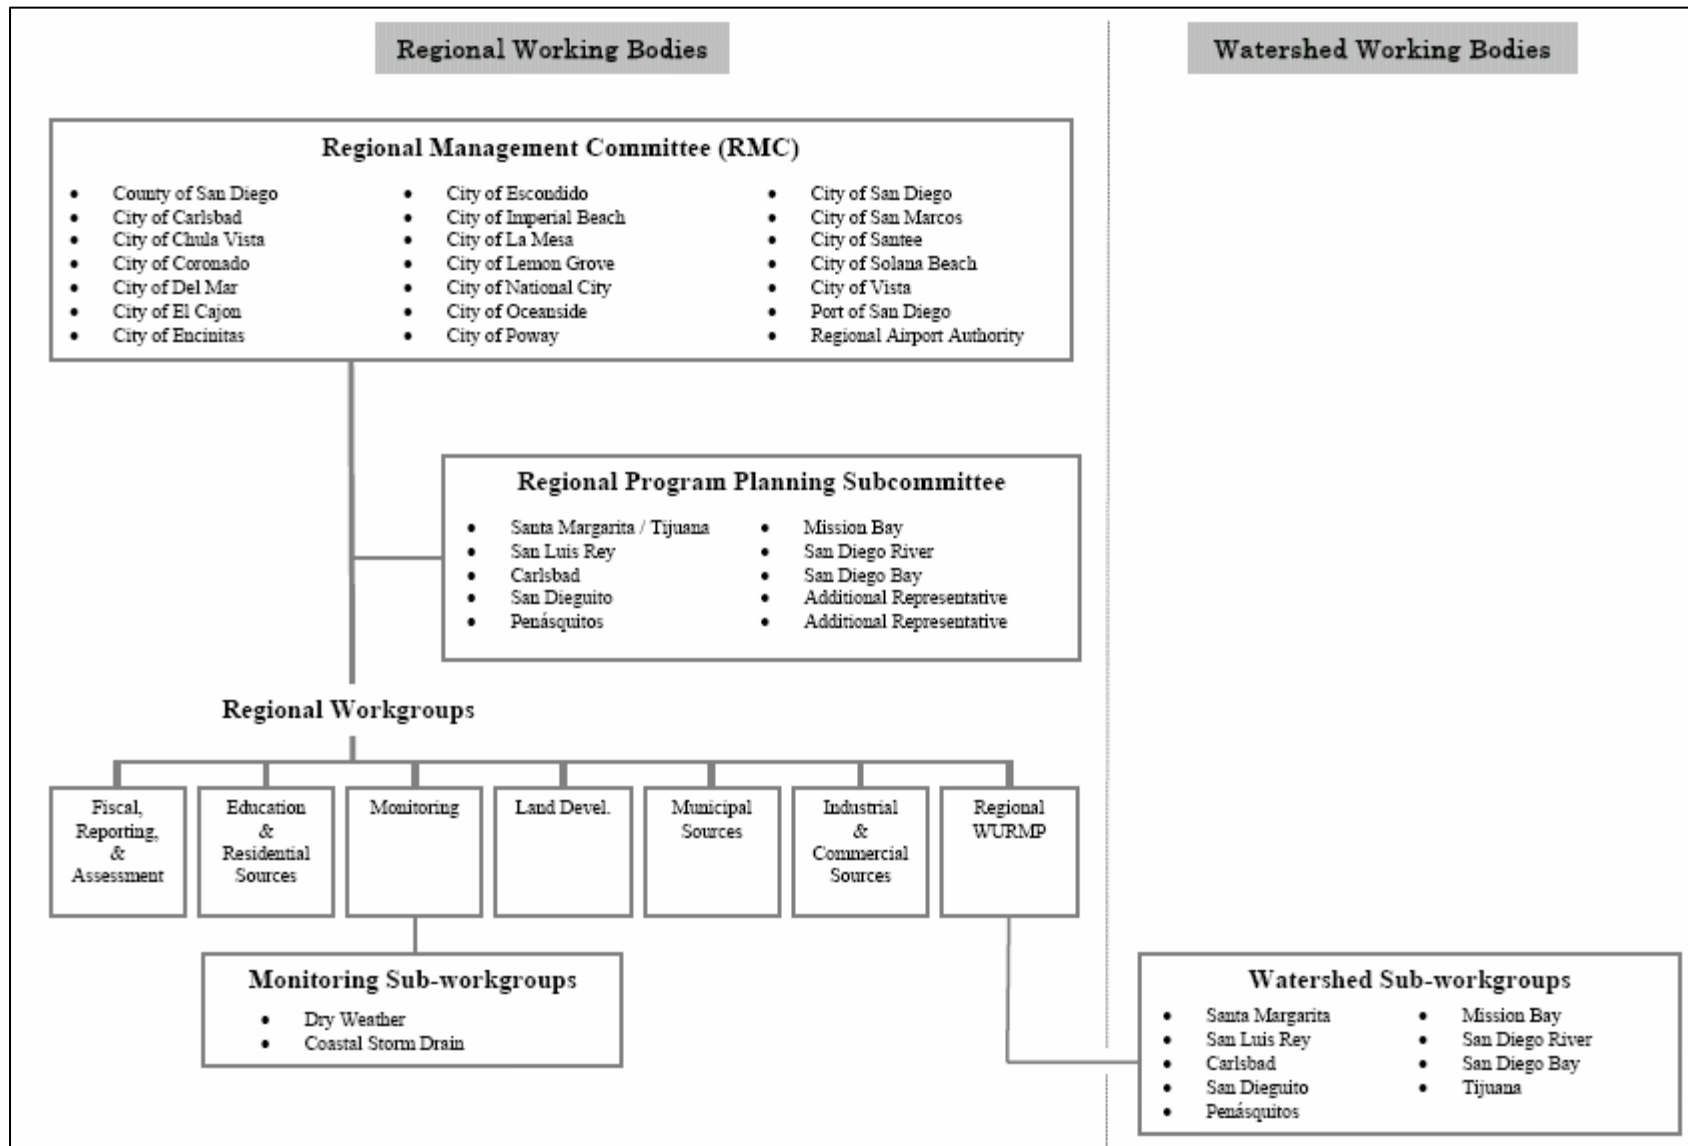 Regional Working Bodies
Watershed Working Bodies
Regional Management Committee (RMC)
• County of San Diego
• City of Carlsbad
• City of Chula Vista
• City of Coronado
• City of Del Mar
• City of El Cajon
• City of Encinitas
• City of Escondido
• City of Imperial Beach
• City of La Mesa
• City of Lemon Grove
• City of National City
• City of Oceanside
• City of Poway
• City of San Diego
• City of San Marcos
• City of Santee
• City of Solana Beach
• City of Vista
• Port of San Diego
• Regional Airport Authority
Regional Program Planning Subcommittee
• Santa Margarita / Tijuana
• San Luis Rey
• Carlsbad
• San Dieguito
• Penásquitos
• Mission Bay
• San Diego River
• San Diego Bay
• Additional Representative
• Additional Representative
Regional Workgroups
Fiscal,
Reporting,
&
Assessment
Education
&
Residential
Sources
Monitoring
Land Devel.
Municipal
Sources
Industrial
&
Commercial
Sources
Regional
WURMP
Monitoring Sub-workgroups
• Dry Weather
• Coastal Storm Drain
Watershed Sub-workgroups
• Santa Margarita
• San Luis Rey
• Carlsbad
• San Dieguito
• Penásquitos
• Mission Bay
• San Diego River
• San Diego Bay
• Tijuana